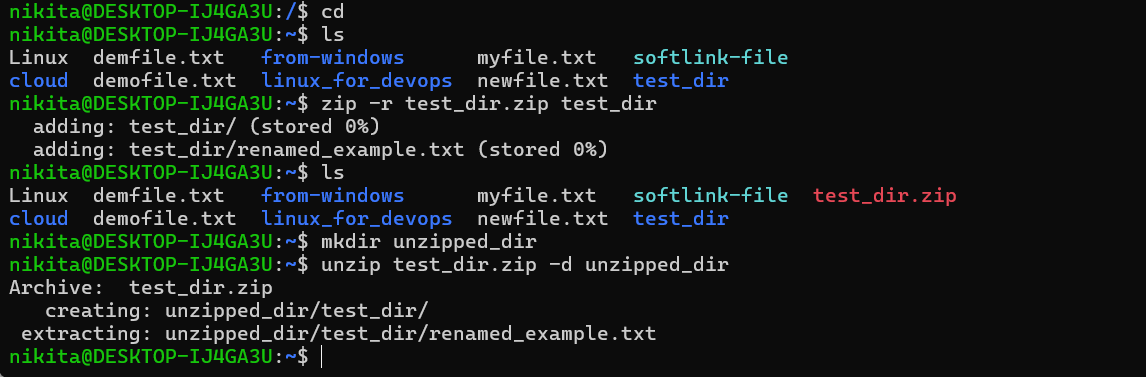 nikita@DESKTOP-IJ4GA3U:/$ cd
nikita@DESKTOP-IJ4GA3U:~$ ls
Linux  demfile.txt   from-windows      myfile.txt   softlink-file
cloud  demofile.txt  linux_for_devops  newfile.txt  test_dir
nikita@DESKTOP-IJ4GA3U:~$ zip -r test_dir.zip test_dir
  adding: test_dir/ (stored 0%)
  adding: test_dir/renamed_example.txt (stored 0%)
nikita@DESKTOP-IJ4GA3U:~$ ls
Linux  demfile.txt   from-windows      myfile.txt   softlink-file  test_dir.zip
cloud  demofile.txt  linux_for_devops  newfile.txt  test_dir
nikita@DESKTOP-IJ4GA3U:~$ mkdir unzipped_dir
nikita@DESKTOP-IJ4GA3U:~$ unzip test_dir.zip -d unzipped_dir
Archive:  test_dir.zip
   creating: unzipped_dir/test_dir/
 extracting: unzipped_dir/test_dir/renamed_example.txt
nikita@DESKTOP-IJ4GA3U:~$